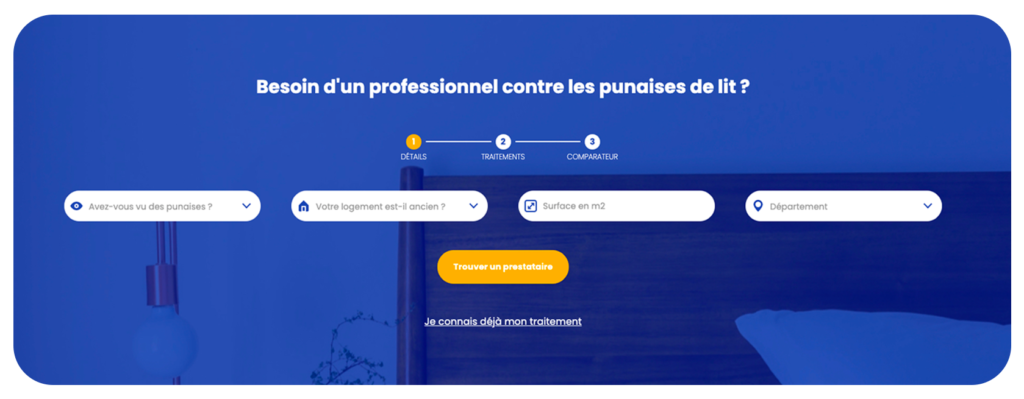 Besoin d'un professionnel contre les punaises de lit ?
1 2 3
DÉTAILS TRAITEMENTS COMPARATEUR
Avez-vous vu des punaises ? Votre logement est-il ancien ? Surface en m2 Département
Trouver un prestataire
Je connais déjà mon traitement